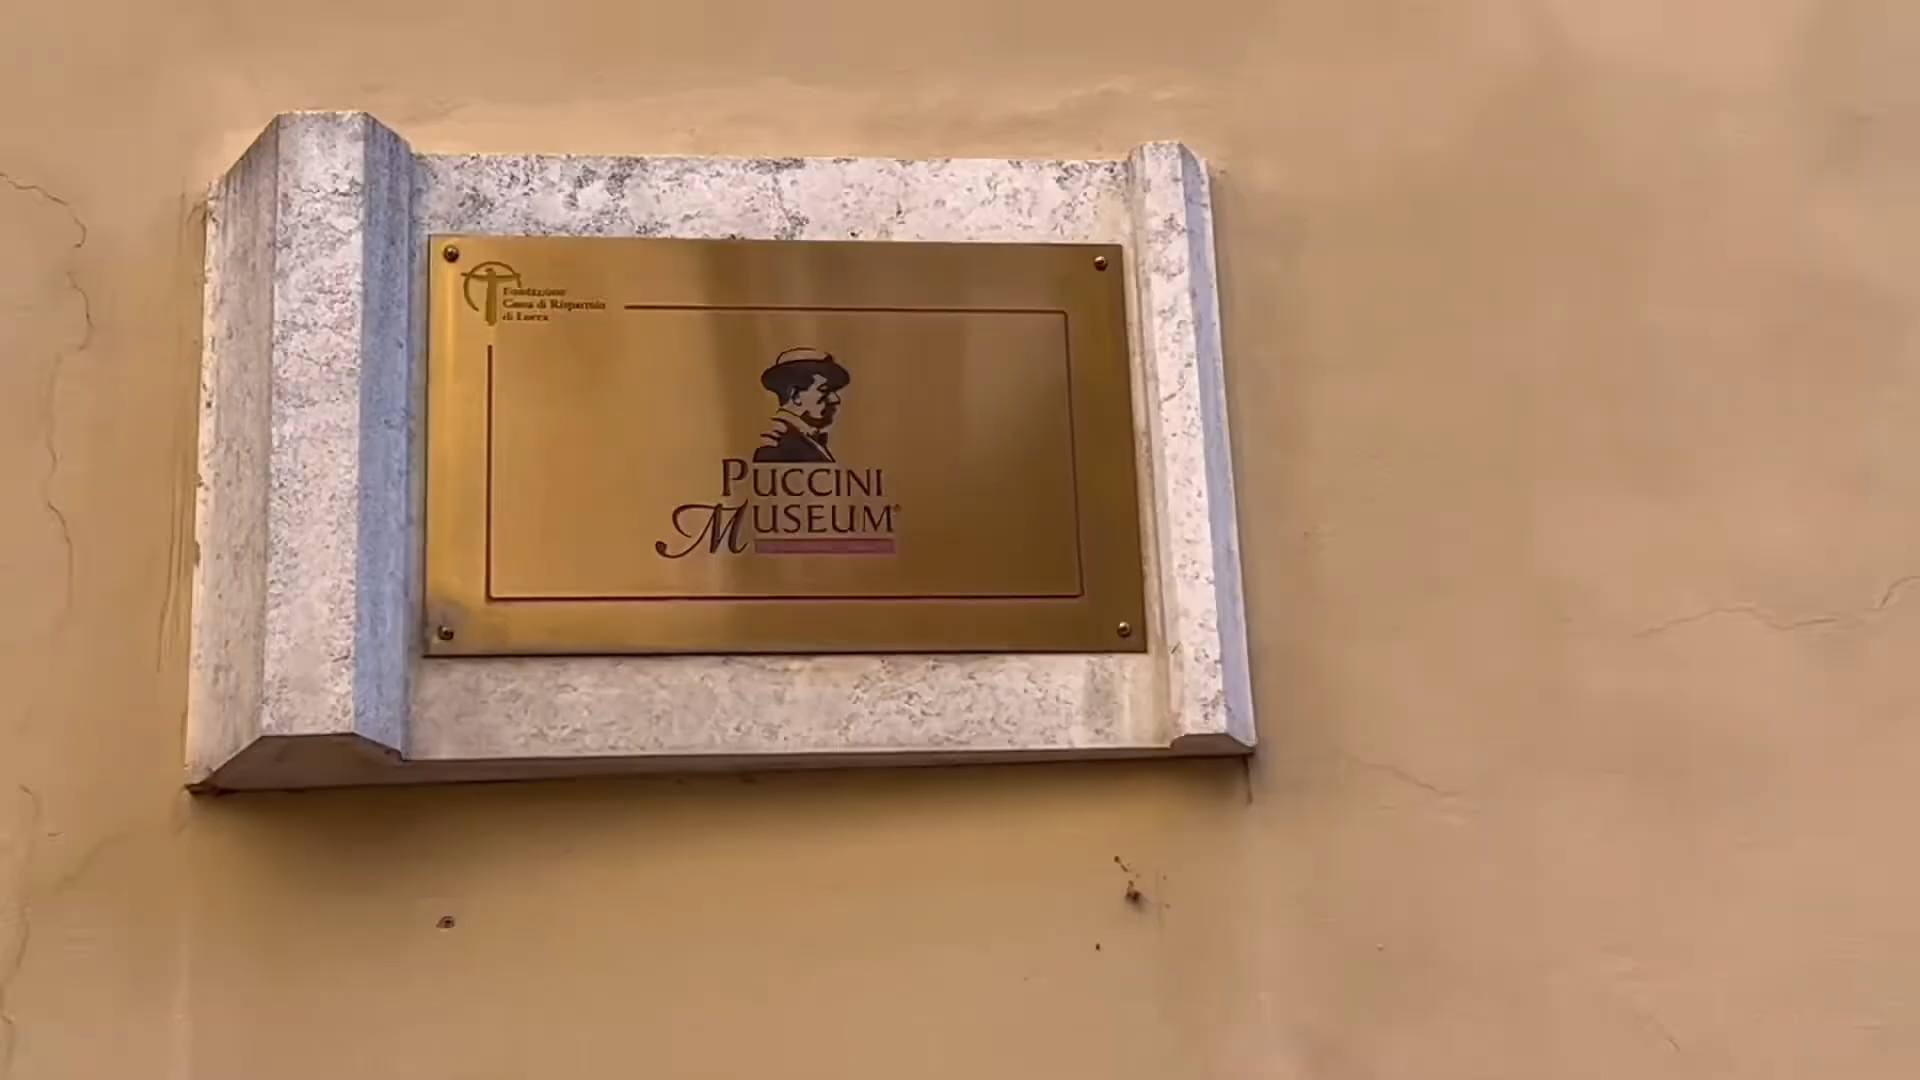 Fondazione
Cassa di Risparmio
di Lucca
PUCCINI
MUSEUM®